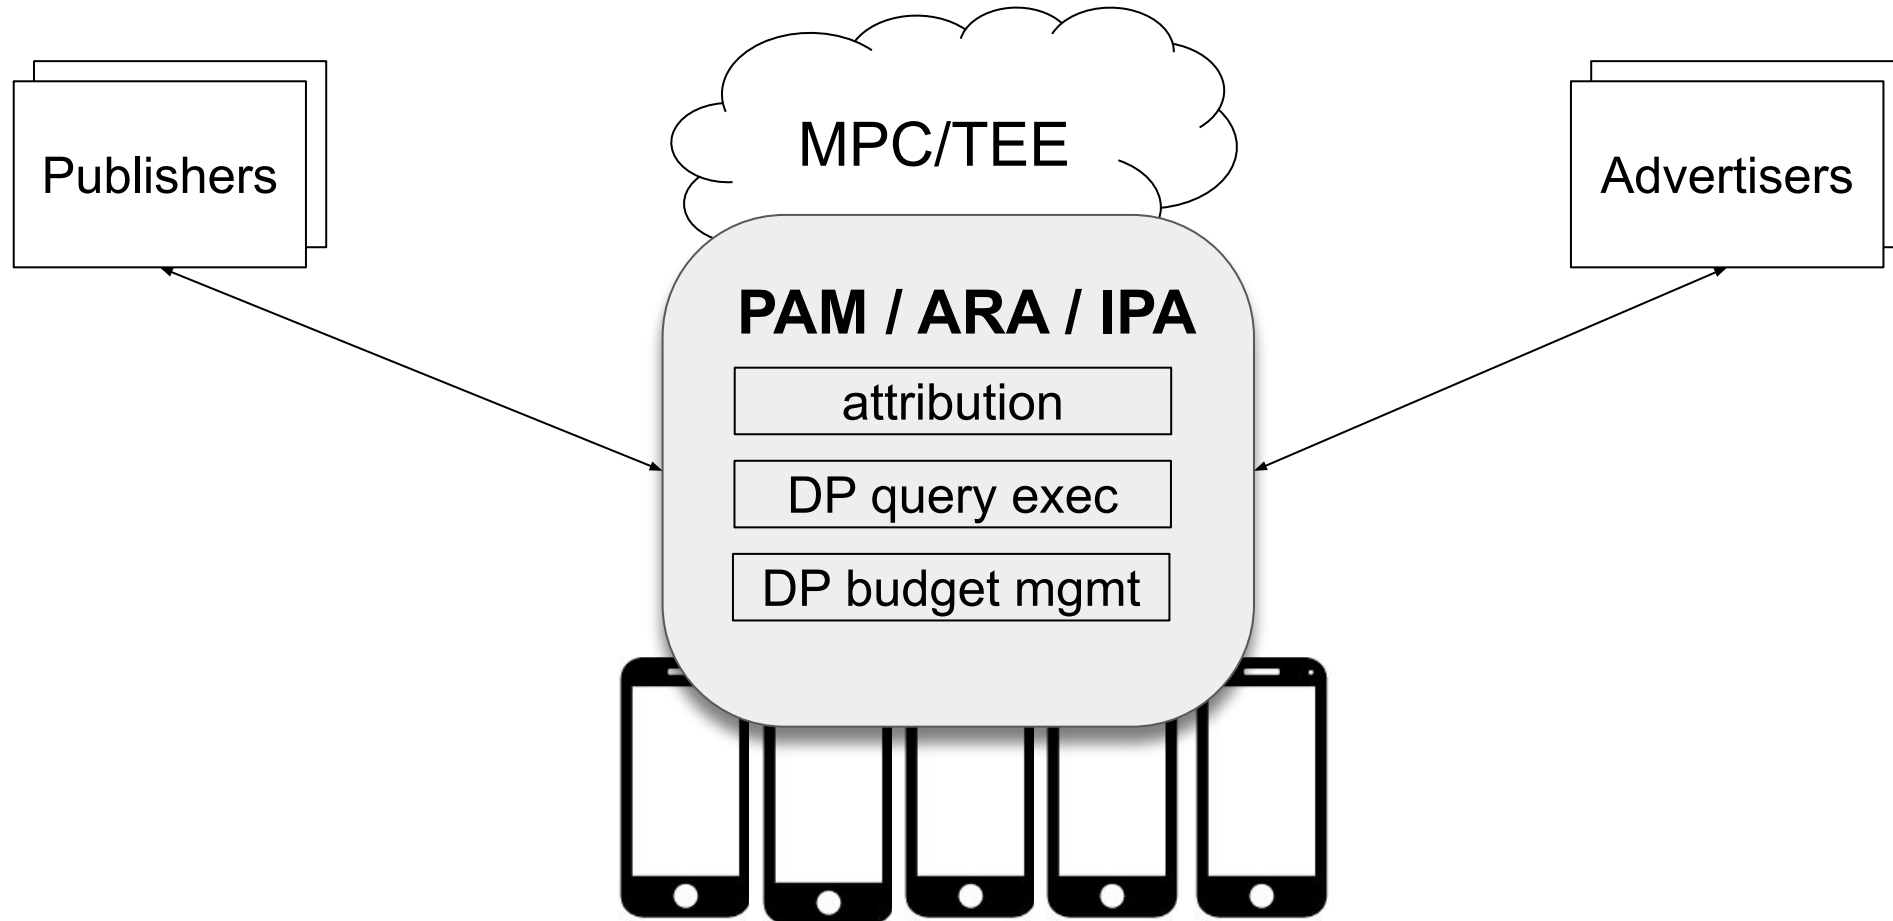 MPC/TEE
Publishers
Advertisers
PAM / ARA / IPA
attribution
DP query exec
DP budget mgmt